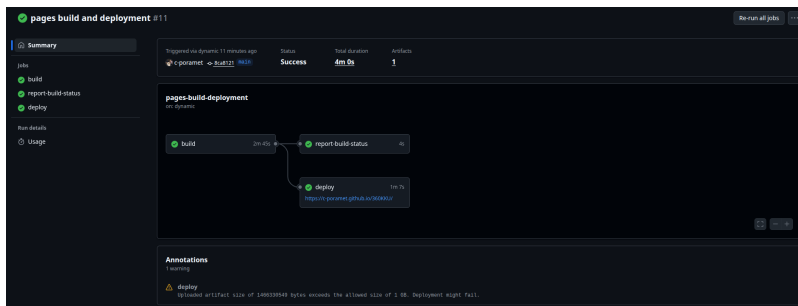 pages build and deployment #11
Re-run all jobs
Summary
Jobs
build
report-build-status
deploy
Run details
Usage
Triggered via dynamic 11 minutes ago
c-poramet 8ca8121 main
Status
Success
Total duration
4m 0s
Artifacts
1
pages-build-deployment
on: dynamic
build 2m 45s
report-build-status 4s
deploy 1m 7s
https://c-poramet.github.io/360KKU/
Annotations
1 warning
deploy
Uploaded artifact size of 1466330540 bytes exceeds the allowed size of 1 GB. Deployment might fail.